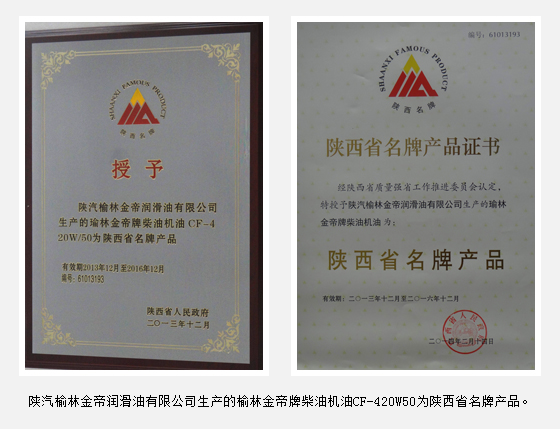 SHAANXI FAMOUS PRODUCT
陕西名牌
授予
陕汽榆林金帝润滑油有限公司
生产的瑜林金帝牌柴油机油 CF-4
20W/50为陕西省名牌产品
有效期2013年12月至2016年12月
编号:61013193
陕西省人民政府
二〇一三年十二月
编号:61013193
SHAANXI FAMOUS PRODUCT
陕西名牌
陕西省名牌产品证书
经陕西省质量强省工作推进委员会认定,
特授予陕汽榆林金帝润滑油有限公司生产的瑜林
金帝牌柴油机油 为:
陕西省名牌产品
有效期:二〇一三年十二月至二〇一六年十二月
陕汽榆林金帝润滑油有限公司生产的榆林金帝牌柴油机油CF-420W50为陕西省名牌产品。